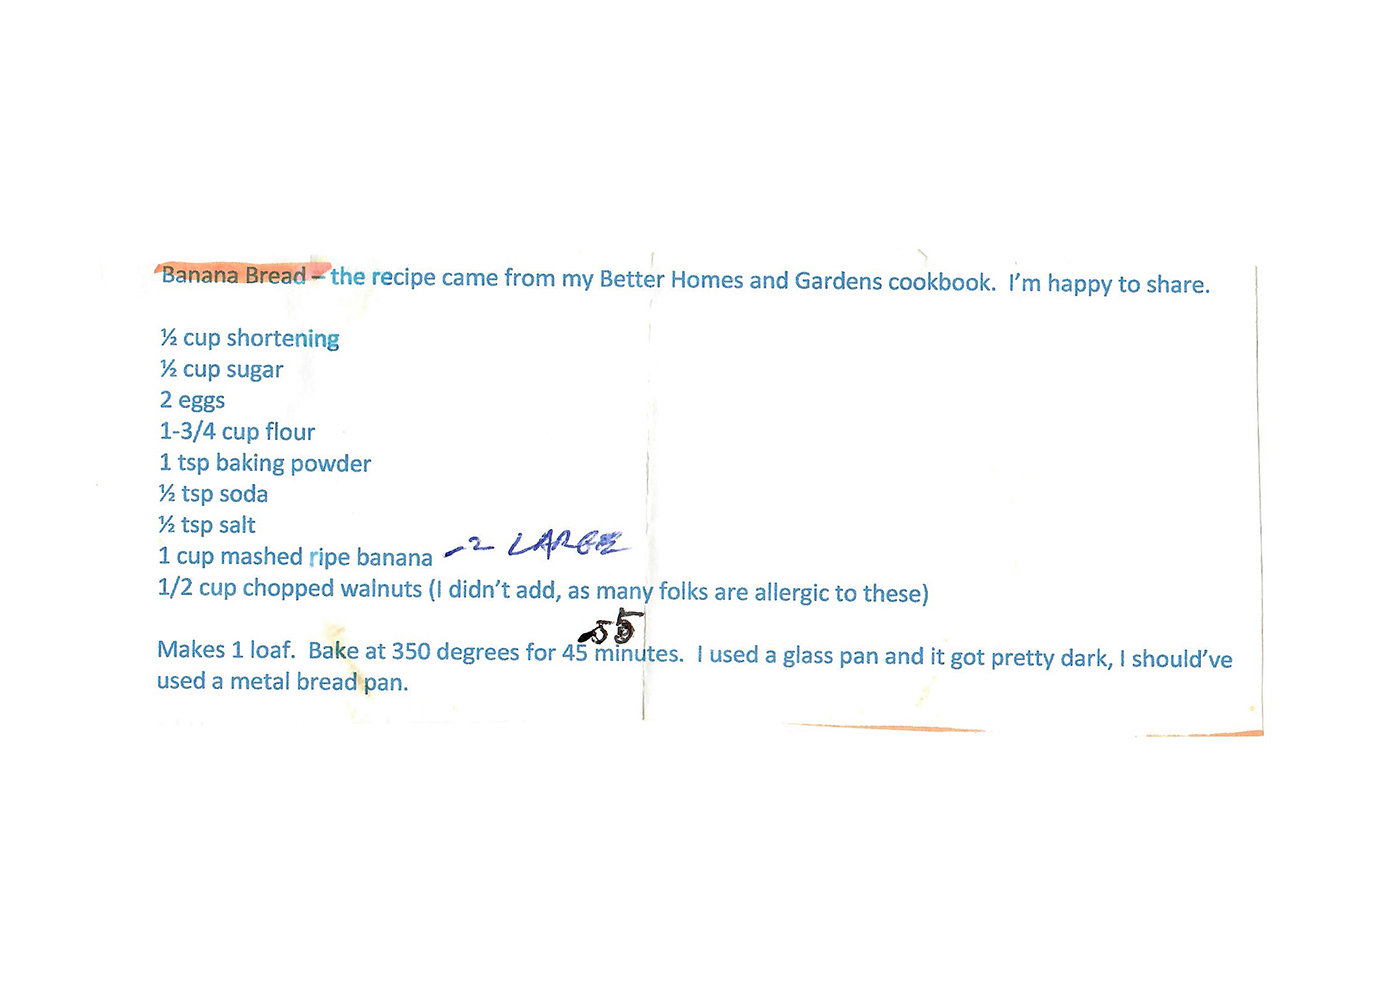 Banana Bread – the recipe came from my Better Homes and Gardens cookbook.  I'm happy to share.
½ cup shortening
½ cup sugar
2 eggs
1-3/4 cup flour
1 tsp baking powder
½ tsp soda
½ tsp salt
1 cup mashed ripe banana – 2 LARGE
1/2 cup chopped walnuts (I didn't add, as many folks are allergic to these)
55
Makes 1 loaf.  Bake at 350 degrees for 45 minutes.  I used a glass pan and it got pretty dark, I should've
used a metal bread pan.